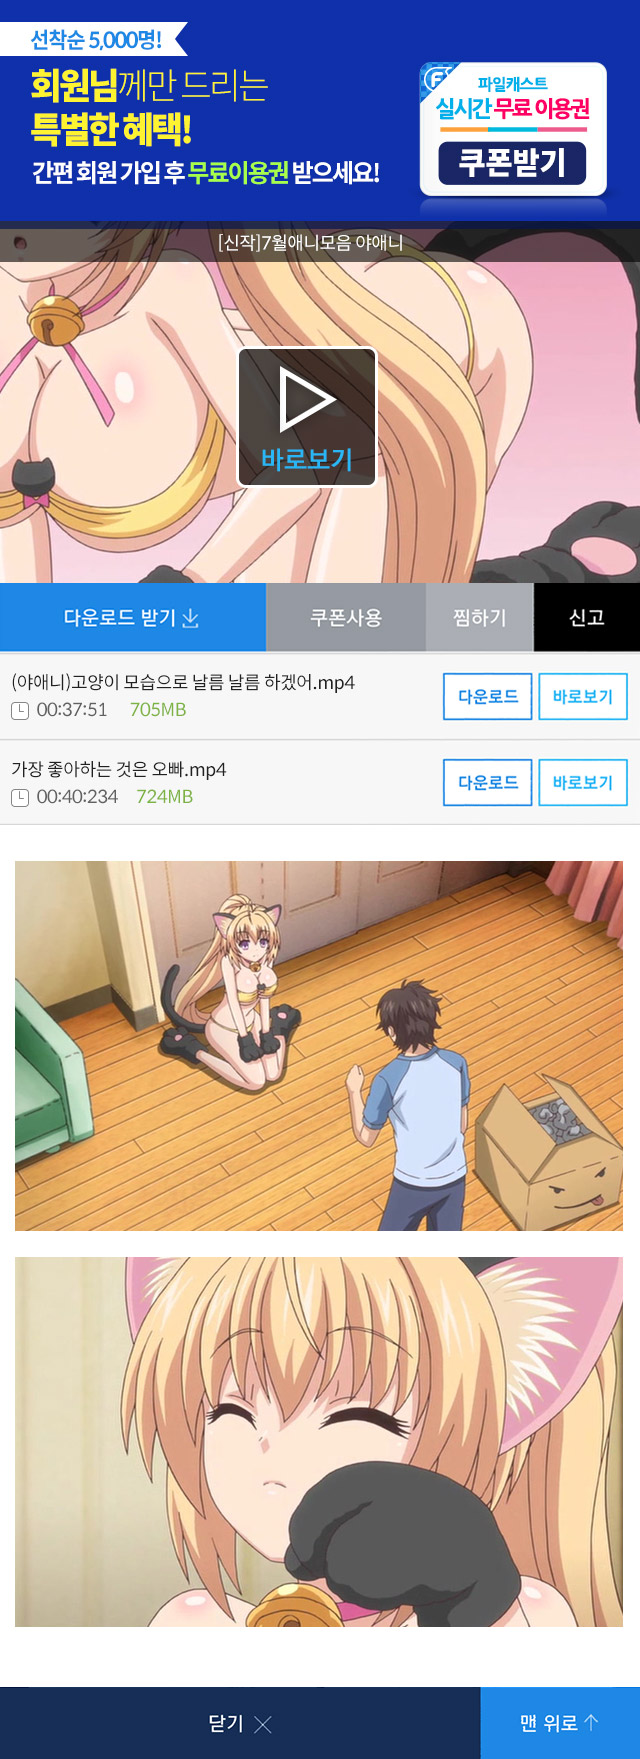 선착순 5,000명!
회원님께만 드리는
특별한 혜택!
간편 회원 가입 후 무료이용권 받으세요!
파일캐스트
실시간 무료 이용권
쿠폰받기
[신작]7월애니모음 야애니
바로보기
다운로드 받기
쿠폰사용
찜하기
신고
(야애니)고양이 모습으로 날름 날름 하겠어.mp4
00:37:51 705MB
다운로드
바로보기
가장 좋아하는 것은 오빠.mp4
00:40:234 724MB
다운로드
바로보기
닫기
맨 위로